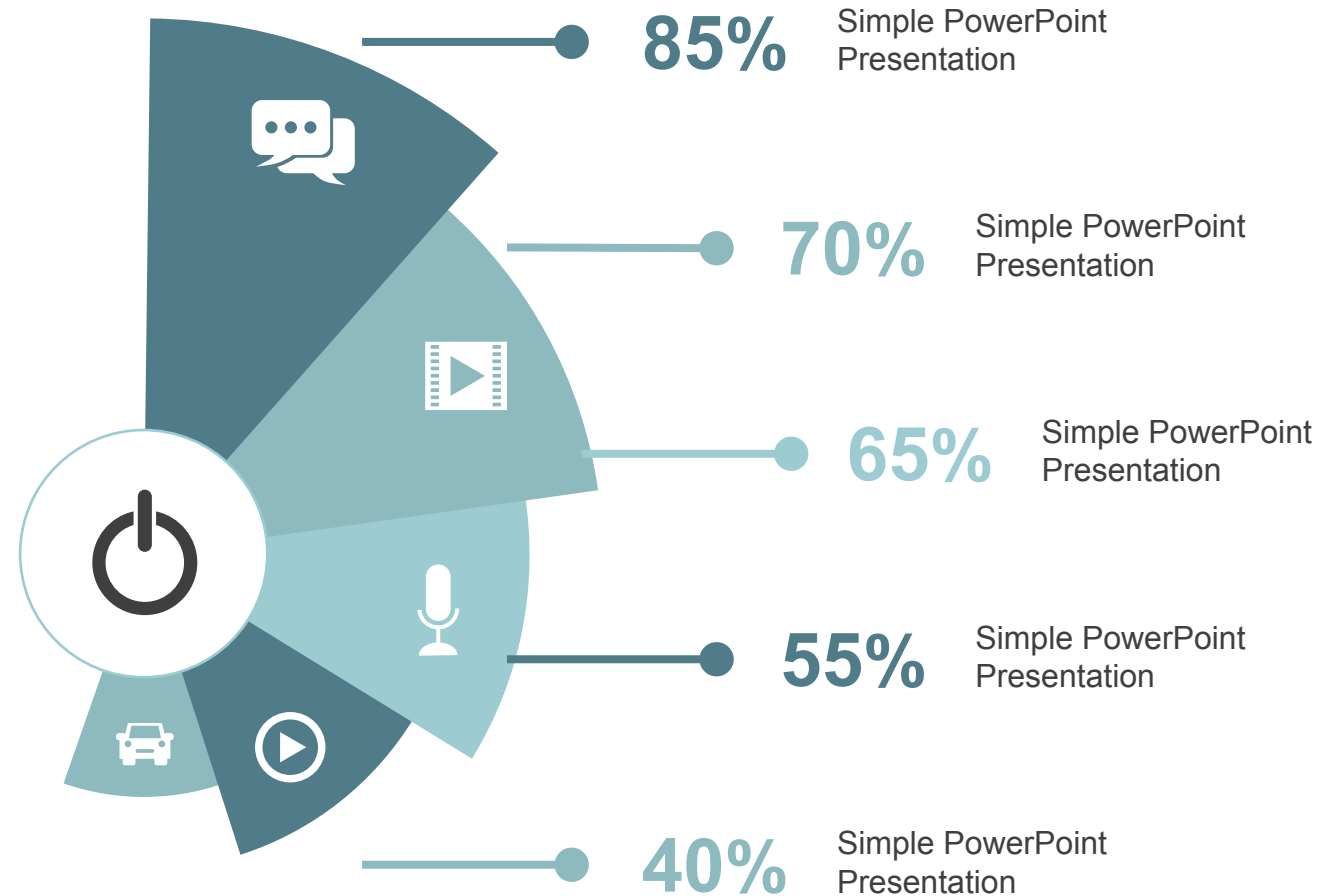 85%
Simple PowerPoint
Presentation
70%
Simple PowerPoint
Presentation
65%
Simple PowerPoint
Presentation
55%
Simple PowerPoint
Presentation
40%
Simple PowerPoint
Presentation